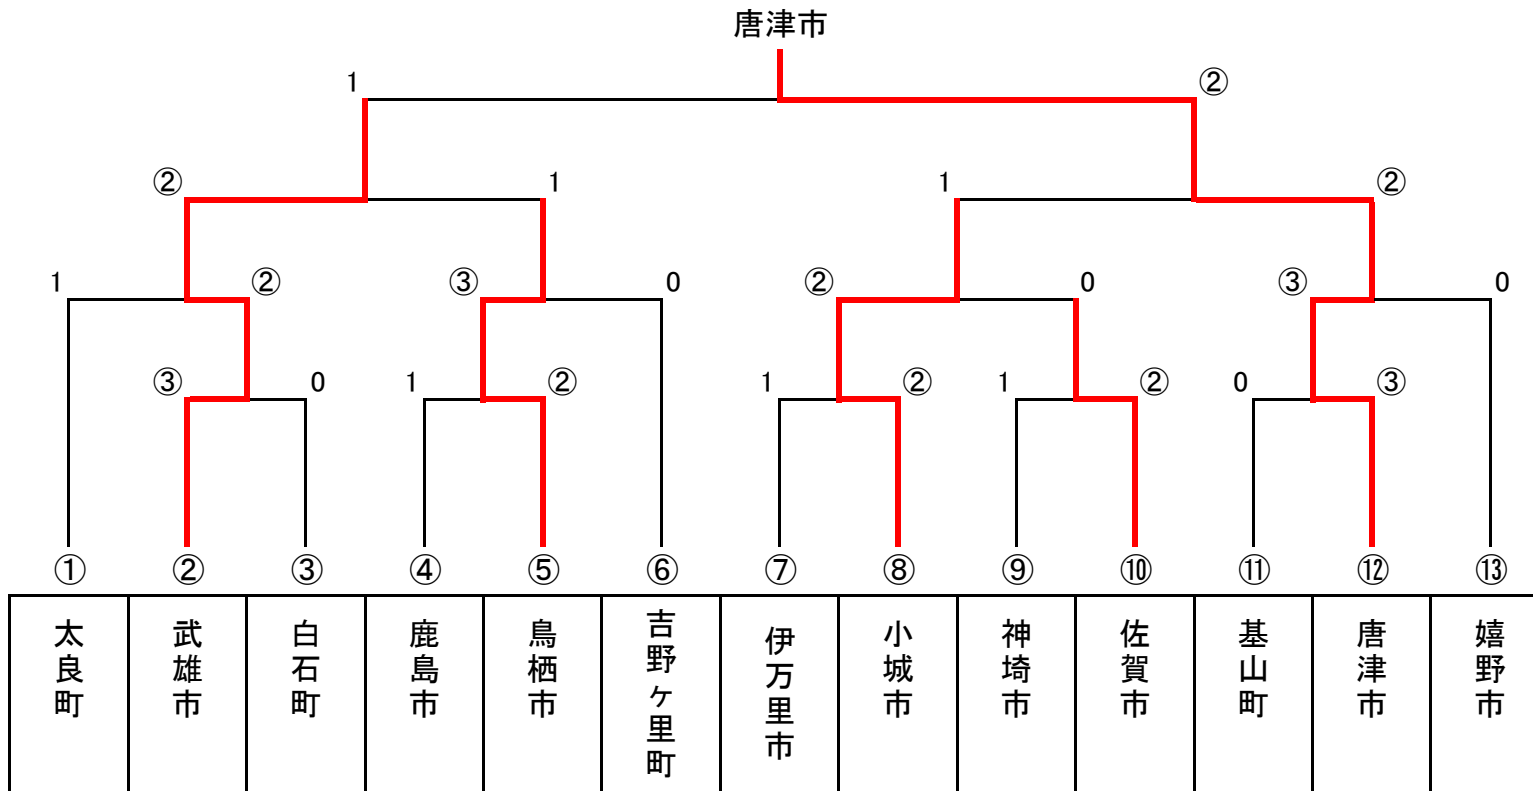 唐津市
1 ②
② 1 1 ②
1 ② ③ 0 ② 0 ③ 0
③ 0 1 ② 1 ② 1 ② 0 ③
① ② ③ ④ ⑤ ⑥ ⑦ ⑧ ⑨ ⑩ ⑪ ⑫ ⑬
太良町
武雄市
白石町
鹿島市
鳥栖市
吉野ヶ里町
伊万里市
小城市
神埼市
佐賀市
基山町
唐津市
嬉野市